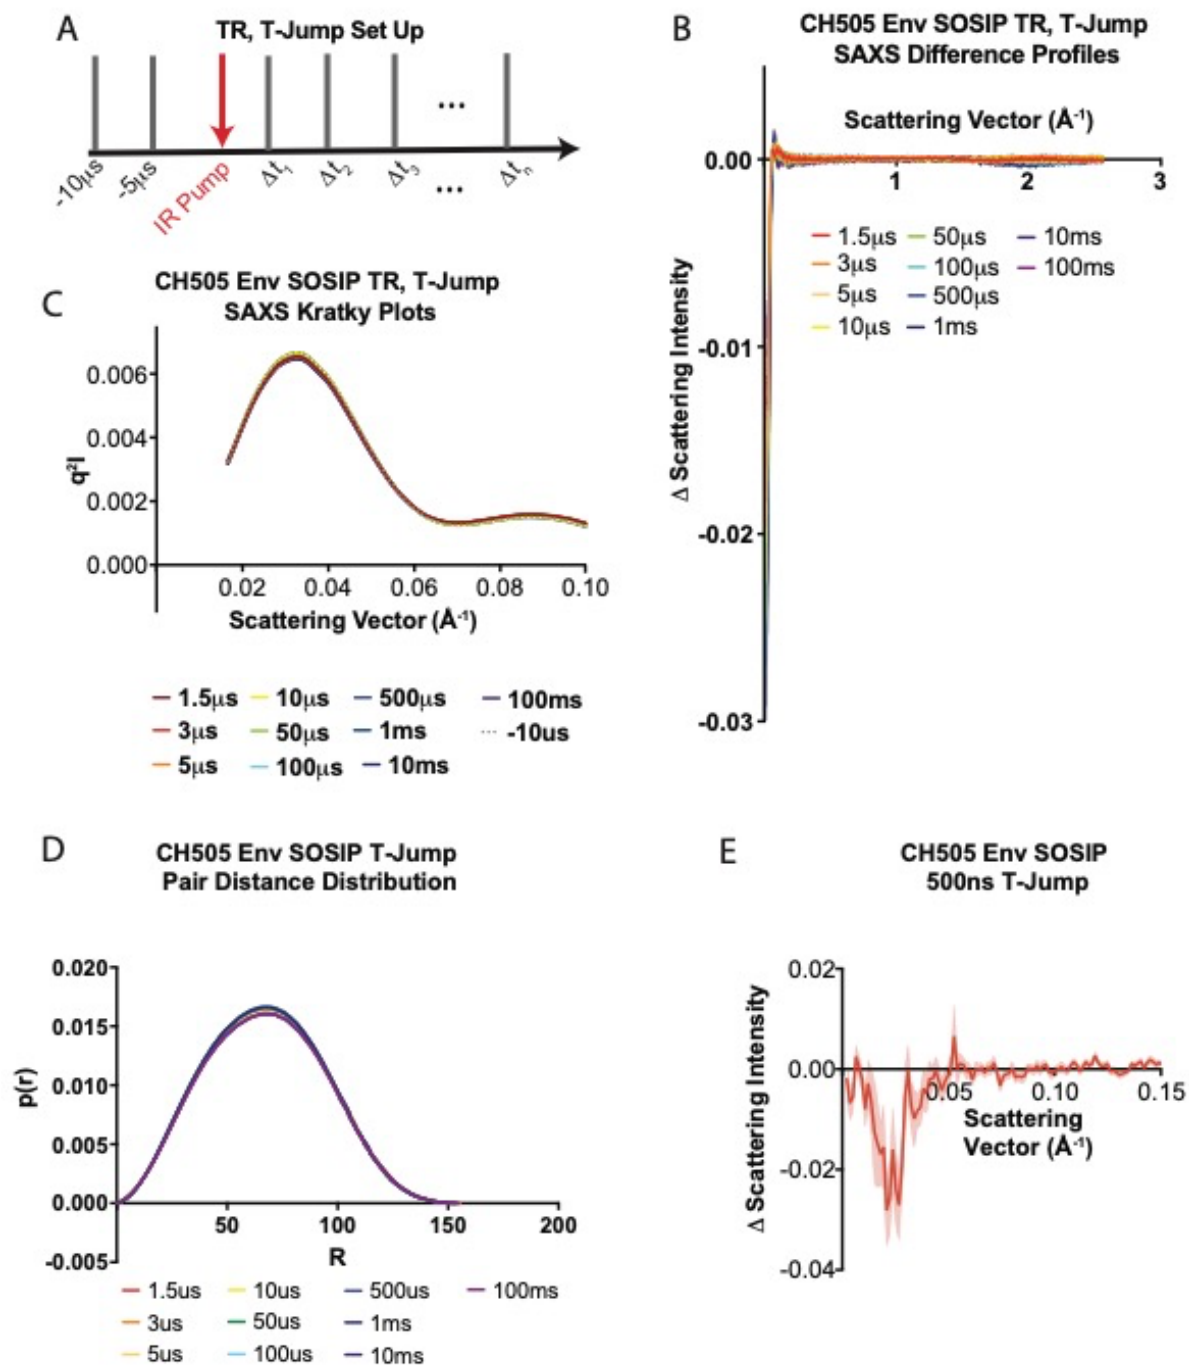 A
TR, T-Jump Set Up
...
-10µs
-5µs
IR Pump
Δt1
Δt2
Δt3
...
Δtn
B
CH505 Env SOSIP TR, T-Jump
SAXS Difference Profiles
Scattering Vector (Å-1)
0.00
1
2
3
-0.01
-0.02
-0.03
Δ Scattering Intensity
1.5µs
50µs
10ms
3µs
100µs
100ms
5µs
500µs
10µs
1ms
C
CH505 Env SOSIP TR, T-Jump
SAXS Kratky Plots
0.006
0.004
0.002
0.000
q²I
0.02
0.04
0.06
0.08
0.10
Scattering Vector (Å-1)
1.5µs
10µs
500µs
100ms
3µs
50µs
1ms
-10us
5µs
100µs
10ms
D
CH505 Env SOSIP T-Jump
Pair Distance Distribution
0.020
0.015
0.010
0.005
0.000
-0.005
p(r)
50
100
150
200
R
1.5us
10us
500us
100ms
3us
50us
1ms
5us
100us
10ms
E
CH505 Env SOSIP
500ns T-Jump
0.02
0.00
-0.02
-0.04
Δ Scattering Intensity
0.05
0.10
0.15
Scattering
Vector (Å-1)